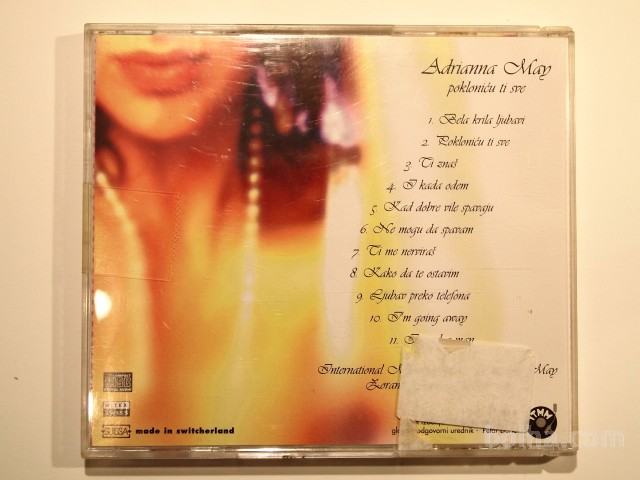 Adrianna May
pokloniću ti sve
1. Bela krila ljubavi
2. Pokloniću ti sve
3. Ti znaš
4. I kada odem
5. Kad dobre vile spavaju
6. Ne mogu da spavam
7. Ti me nerviraš
8. Kako da te ostavim
9. Ljubav preko telefona
10. I'm going away
11.
International May
Zoran
made in switzerland
odgovorni urednik